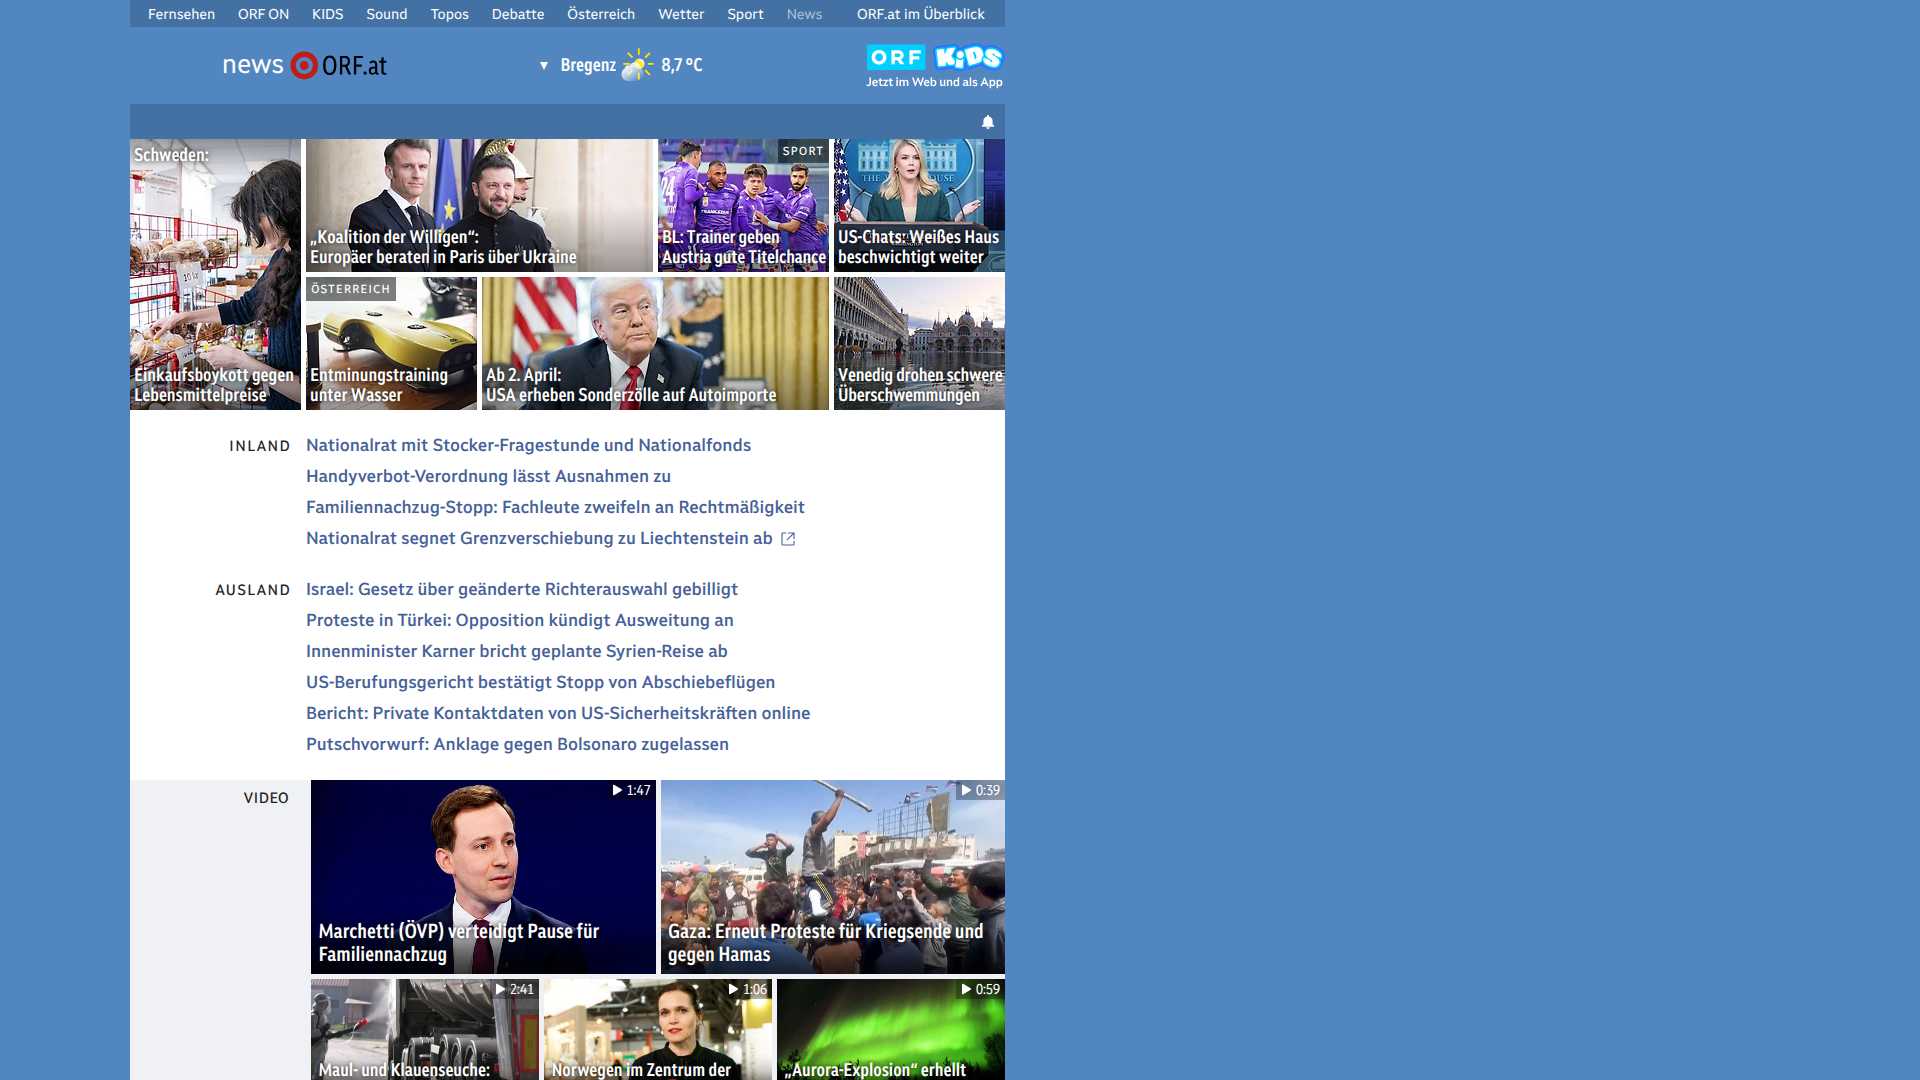 Fernsehen ORF ON KIDS Sound Topos Debatte Österreich Wetter Sport News ORF.at im Überblick
news ORF.at
▼ Bregenz 8,7 °C
ORF KiDS
Jetzt im Web und als App
Schweden:
Einkaufsboykott gegen
Lebensmittelpreise
„Koalition der Willigen“:
Europäer beraten in Paris über Ukraine
SPORT
BL: Trainer geben
Austria gute Titelchance
US-Chats: Weißes Haus
beschwichtigt weiter
ÖSTERREICH
Entminungstraining
unter Wasser
Ab 2. April:
USA erheben Sonderzölle auf Autoimporte
Venedig drohen schwere
Überschwemmungen
INLAND
Nationalrat mit Stocker-Fragestunde und Nationalfonds
Handyverbot-Verordnung lässt Ausnahmen zu
Familiennachzug-Stopp: Fachleute zweifeln an Rechtmäßigkeit
Nationalrat segnet Grenzverschiebung zu Liechtenstein ab
AUSLAND
Israel: Gesetz über geänderte Richterauswahl gebilligt
Proteste in Türkei: Opposition kündigt Ausweitung an
Innenminister Karner bricht geplante Syrien-Reise ab
US-Berufungsgericht bestätigt Stopp von Abschiebeflügen
Bericht: Private Kontaktdaten von US-Sicherheitskräften online
Putschvorwurf: Anklage gegen Bolsonaro zugelassen
VIDEO
1:47
Marchetti (ÖVP) verteidigt Pause für
Familiennachzug
0:39
Gaza: Erneut Proteste für Kriegsende und
gegen Hamas
2:41
Maul- und Klauenseuche:
1:06
Norwegen im Zentrum der
0:59
„Aurora-Explosion“ erhellt